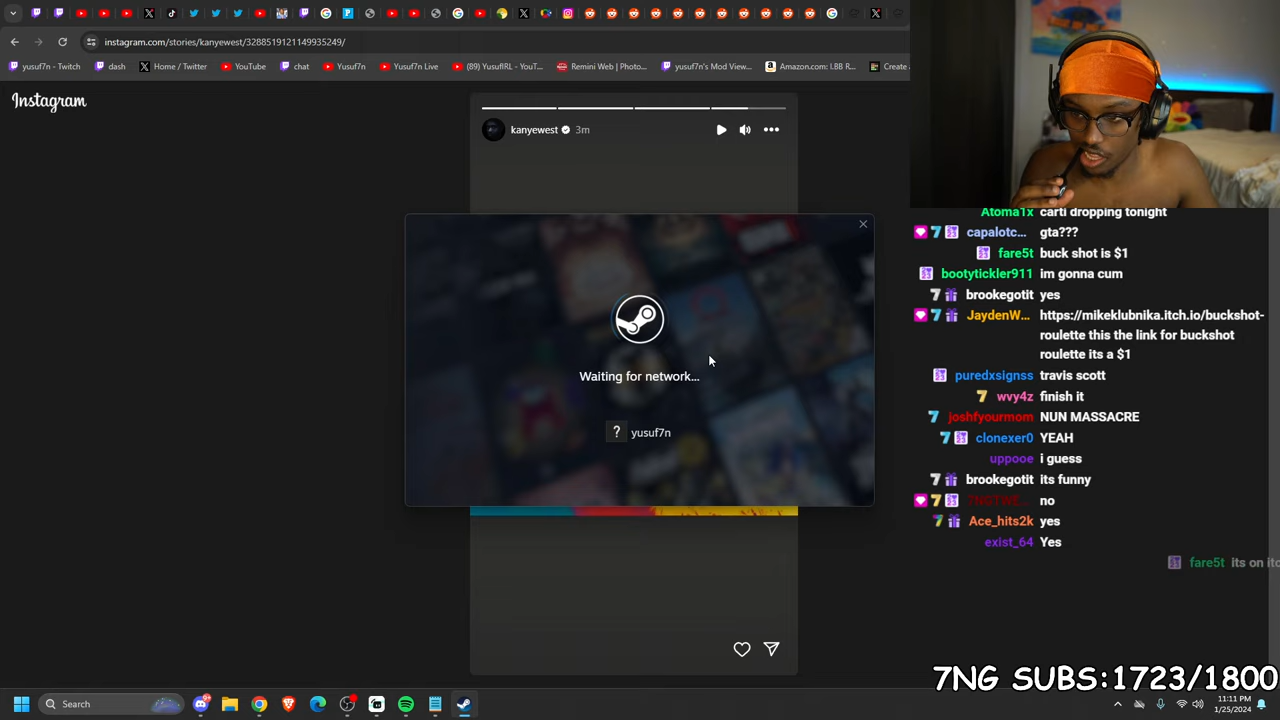 instagram.com/stories/kanyewest/3288519121149935249/
yusuf7n - Twitch
dash
Home / Twitter
YouTube
chat
Yusuf7n
Yusuf7n Live
(89) YusufIRL - YouT...
Remini Web | Photo...
yusuf7n's Mod View...
Amazon.com: l.BB R...
Create
Instagram
kanyewest 3m
Waiting for network...
? yusuf7n
Atoma1x carti dropping tonight
capalotc... gta???
fare5t buck shot is $1
bootytickler911 im gonna cum
brookegotit yes
JaydenW... https://mikeklubnika.itch.io/buckshot-
roulette this the link for buckshot
roulette its a $1
puredxsignss travis scott
wvy4z finish it
joshfyourmom NUN MASSACRE
clonexer0 YEAH
uppooe i guess
brookegotit its funny
7NGTWE... no
Ace_hits2k yes
exist_64 Yes
fare5t its on itc
7NG SUBS:1723/1800
Search
11:11 PM
1/25/2024